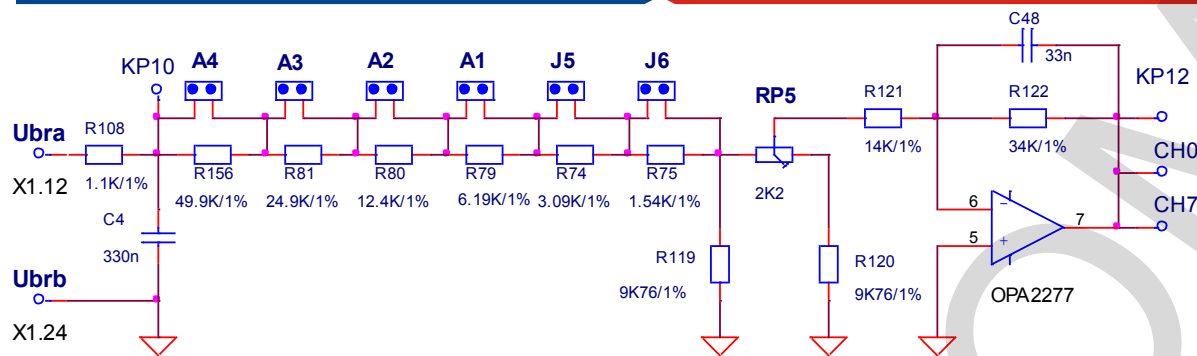 C48
33n
KP10
A4
A3
A2
A1
J5
J6
RP5
KP12
R121
R122
14K/1%
34K/1%
CH0
CH7
Ubra
X1.12
R108
1.1K/1%
R156
49.9K/1%
R81
24.9K/1%
R80
12.4K/1%
R79
6.19K/1%
R74
3.09K/1%
R75
1.54K/1%
2K2
C4
330n
6
5
7
R119
9K76/1%
R120
9K76/1%
OPA2277
Ubrb
X1.24